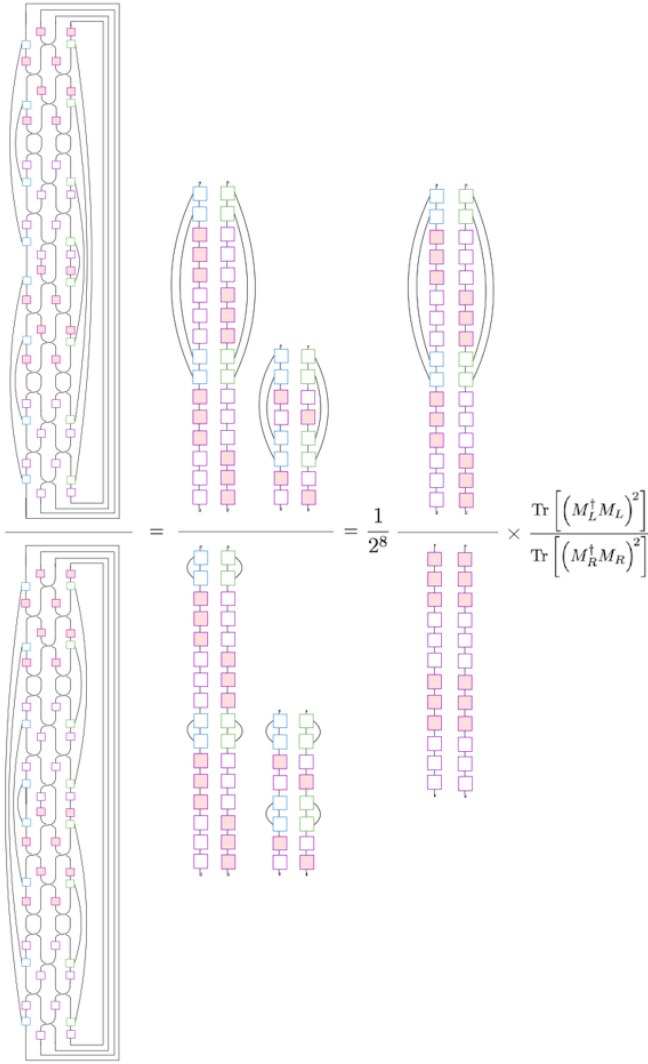 =
= 1/2^8
× Tr[(M_L^† M_L)^2] / Tr[(M_R^† M_R)^2]